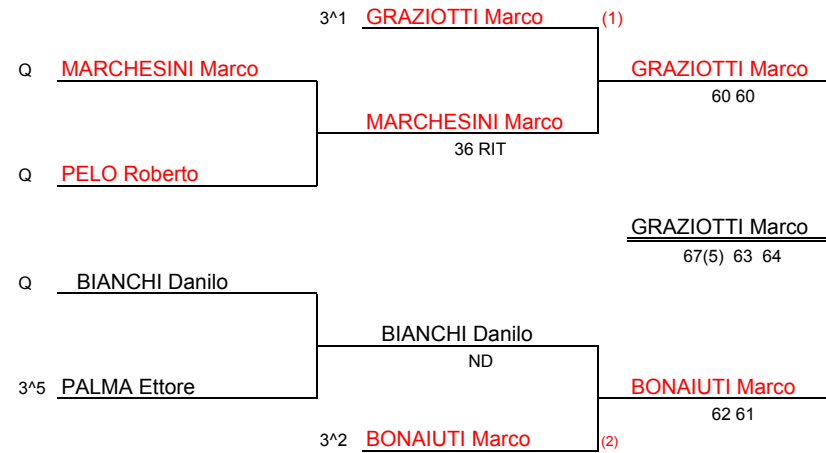 3^1 GRAZIOTTI Marco (1)
Q MARCHESINI Marco GRAZIOTTI Marco
60 60
MARCHESINI Marco
36 RIT
Q PELO Roberto
GRAZIOTTI Marco
67(5) 63 64
Q BIANCHI Danilo
BIANCHI Danilo
ND
3^5 PALMA Ettore BONAIUTI Marco
62 61
3^2 BONAIUTI Marco (2)